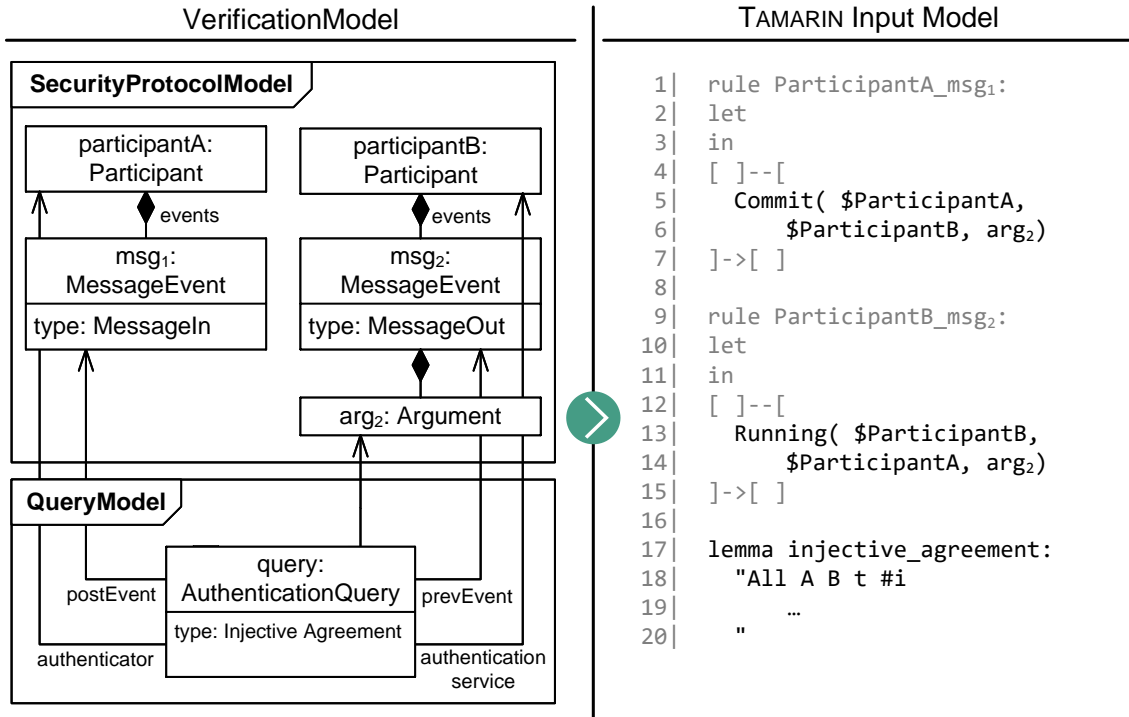 VerificationModel
SecurityProtocolModel
participantA:
Participant
participantB:
Participant
events
events
msg₁:
MessageEvent
type: MessageIn
msg₂:
MessageEvent
type: MessageOut
arg₂: Argument
QueryModel
query:
AuthenticationQuery
type: Injective Agreement
postEvent
prevEvent
authenticator
authentication
service
TAMARIN Input Model
1| rule ParticipantA_msg₁:
2| let
3| in
4| [ ]--[
5| Commit( $ParticipantA,
6| $ParticipantB, arg₂)
7| ]->[ ]
8|
9| rule ParticipantB_msg₂:
10| let
11| in
12| [ ]--[
13| Running( $ParticipantB,
14| $ParticipantA, arg₂)
15| ]->[ ]
16|
17| lemma injective_agreement:
18| "All A B t #i
19| …
20| "